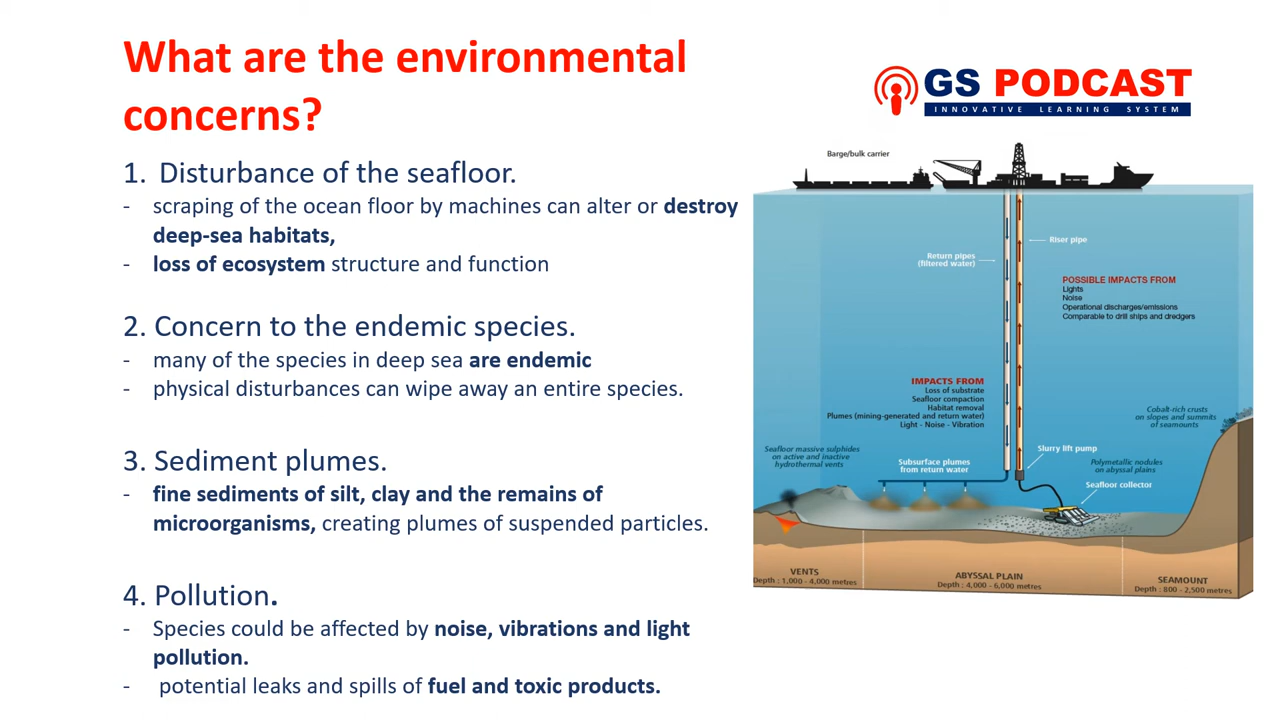 What are the environmental
concerns?
GS PODCAST
INNOVATIVE LEARNING SYSTEM
1. Disturbance of the seafloor.
- scraping of the ocean floor by machines can alter or destroy
deep-sea habitats,
- loss of ecosystem structure and function
2. Concern to the endemic species.
- many of the species in deep sea are endemic
- physical disturbances can wipe away an entire species.
3. Sediment plumes.
- fine sediments of silt, clay and the remains of
microorganisms, creating plumes of suspended particles.
4. Pollution.
- Species could be affected by noise, vibrations and light
pollution.
- potential leaks and spills of fuel and toxic products.
Barge/bulk carrier
Riser pipe
Return pipes
(filtered water)
POSSIBLE IMPACTS FROM
Lights
Noise
Operational discharges/emissions
Comparable to drill ships and dredgers
IMPACTS FROM
Loss of substrate
Seafloor compaction
Habitat removal
Plumes (mining-generated and return water)
Light - Noise - Vibration
Cobalt-rich crusts
on slopes and summits
of seamounts
Seafloor massive sulphides
on active and inactive
hydrothermal vents
Subsurface plumes
from return water
Slurry lift pump
Polymetallic nodules
on abyssal plains
Seafloor collector
VENTS
Depth : 1,000 - 4,000 metres
ABYSSAL PLAIN
Depth : 4,000 - 6,000 metres
SEAMOUNT
Depth : 800 - 2,500 metres